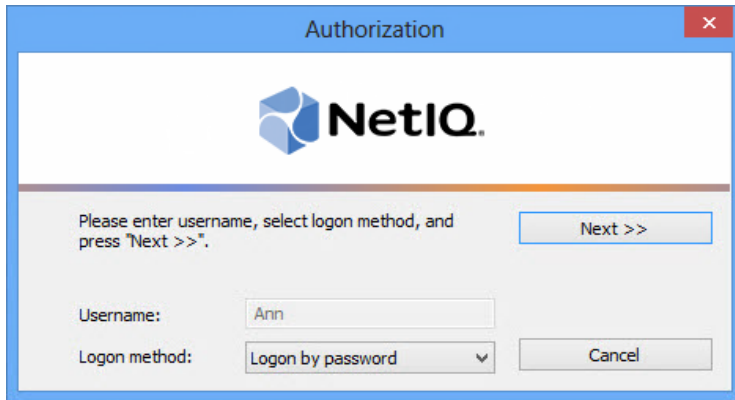 Authorization
NetIQ.
Please enter username, select logon method, and
press "Next >>".
Next >>
Username:
Ann
Logon method:
Logon by password
Cancel